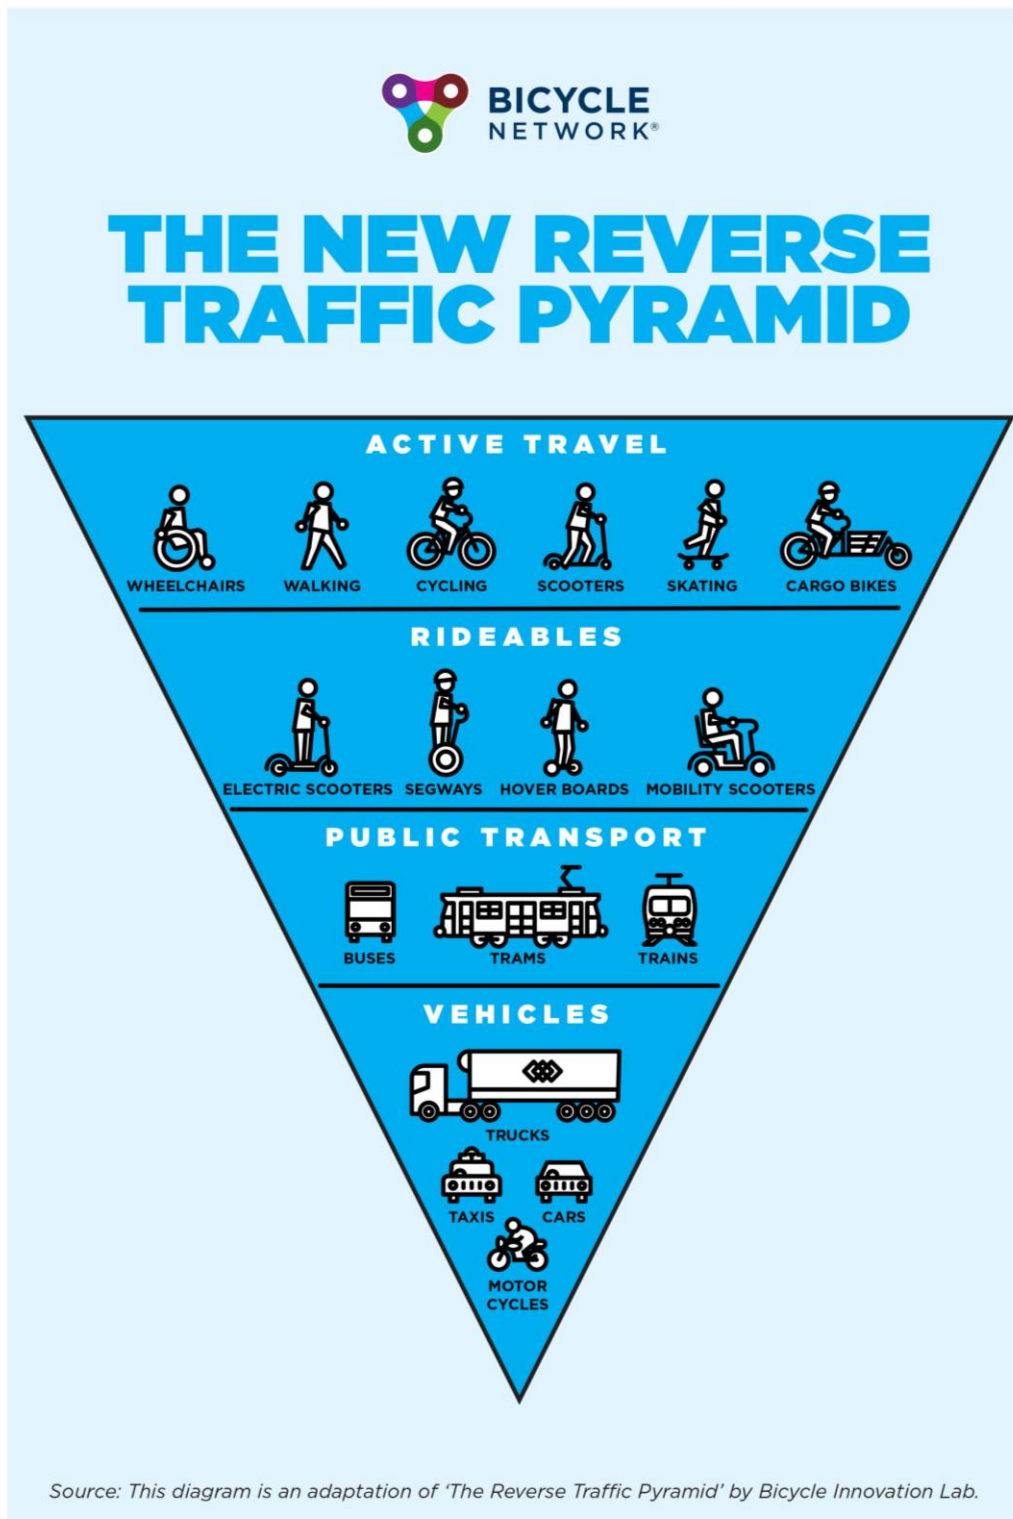 BICYCLE
NETWORK®
THE NEW REVERSE
TRAFFIC PYRAMID
ACTIVE TRAVEL
WHEELCHAIRS WALKING CYCLING SCOOTERS SKATING CARGO BIKES
RIDEABLES
ELECTRIC SCOOTERS SEGWAYS HOVER BOARDS MOBILITY SCOOTERS
PUBLIC TRANSPORT
BUSES TRAMS TRAINS
VEHICLES
TRUCKS
TAXIS CARS
MOTOR
CYCLES
Source: This diagram is an adaptation of ‘The Reverse Traffic Pyramid’ by Bicycle Innovation Lab.